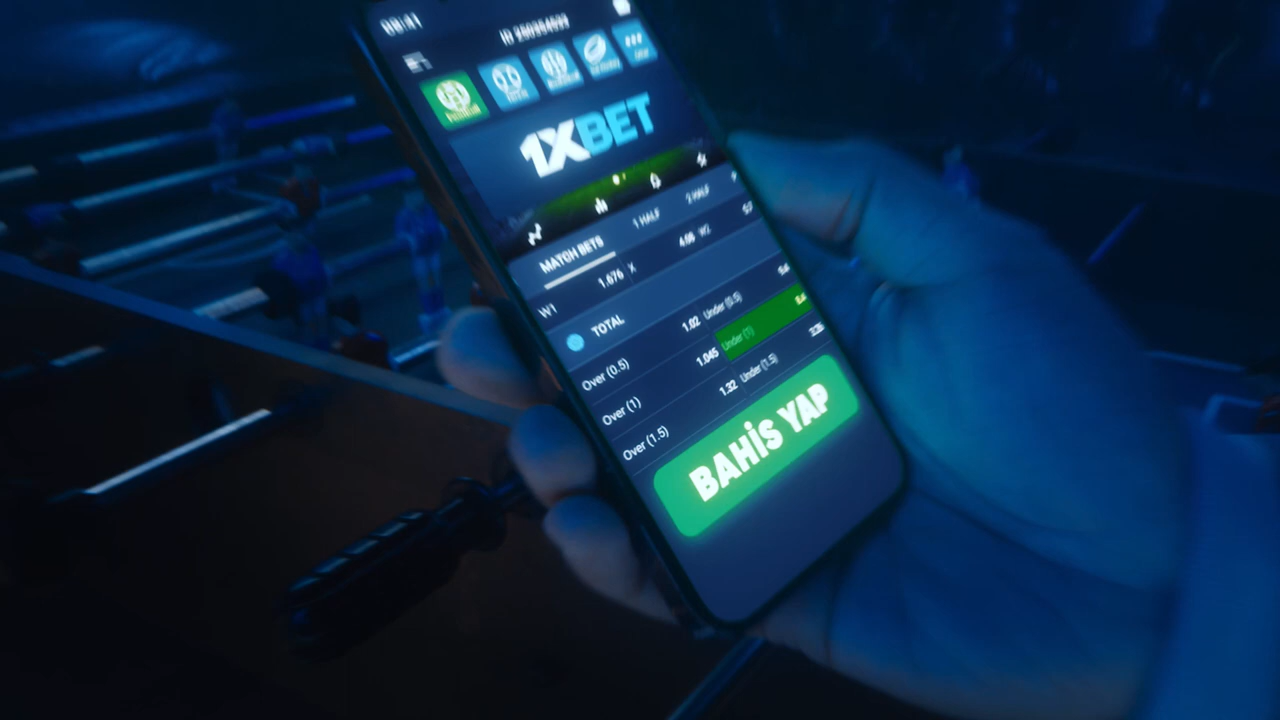 08:41
1XBET
MATCH BETS 1 HALF 2 HALF
W1 1.676 X 4.06 W2
TOTAL
Over (0.5) 1.02 Under (0.5)
Over (1) 1.045 Under (1)
Over (1.5) 1.32 Under (1.5)
BAHİS YAP